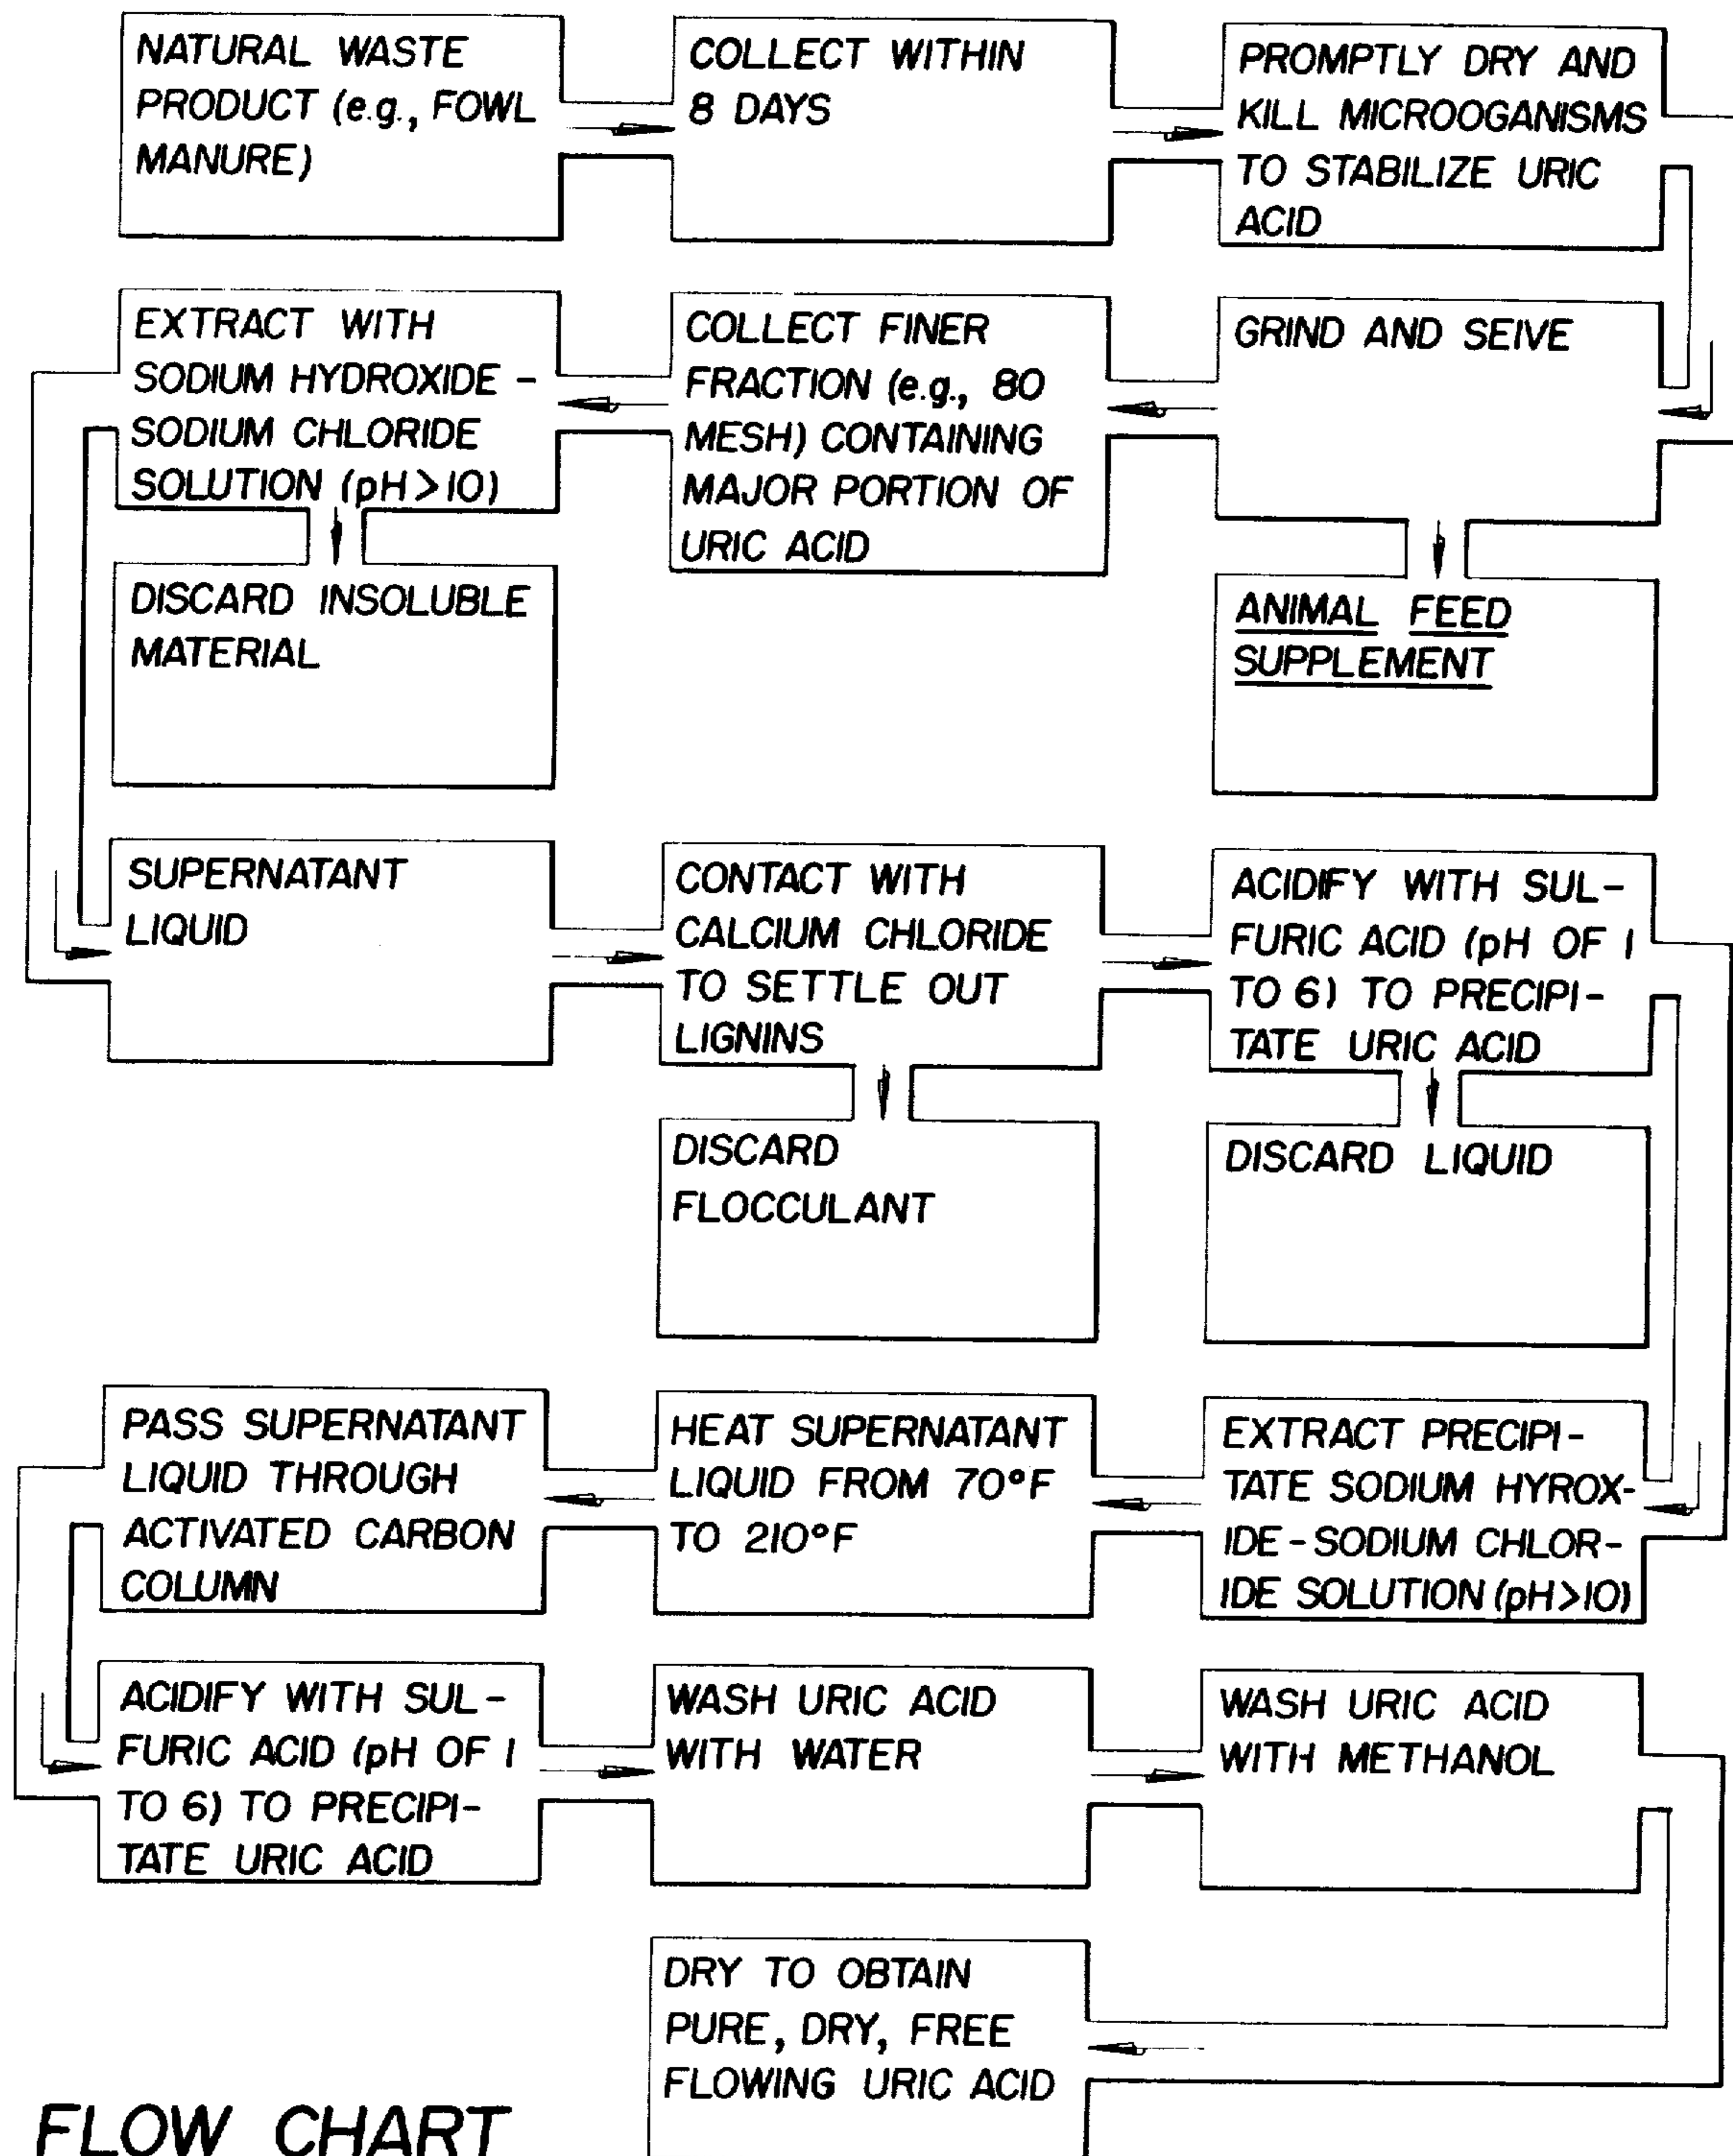 NATURAL WASTE
PRODUCT (e.g., FOWL
MANURE)
COLLECT WITHIN
8 DAYS
PROMPTLY DRY AND
KILL MICROOGANISMS
TO STABILIZE URIC
ACID
GRIND AND SEIVE
ANIMAL FEED
SUPPLEMENT
COLLECT FINER
FRACTION (e.g., 80
MESH) CONTAINING
MAJOR PORTION OF
URIC ACID
EXTRACT WITH
SODIUM HYDROXIDE -
SODIUM CHLORIDE
SOLUTION (pH>10)
DISCARD INSOLUBLE
MATERIAL
SUPERNATANT
LIQUID
CONTACT WITH
CALCIUM CHLORIDE
TO SETTLE OUT
LIGNINS
DISCARD
FLOCCULANT
ACIDIFY WITH SUL-
FURIC ACID (pH OF 1
TO 6) TO PRECIPI-
TATE URIC ACID
DISCARD LIQUID
EXTRACT PRECIPI-
TATE SODIUM HYROX-
IDE-SODIUM CHLOR-
IDE SOLUTION (pH>10)
HEAT SUPERNATANT
LIQUID FROM 70°F
TO 210°F
PASS SUPERNATANT
LIQUID THROUGH
ACTIVATED CARBON
COLUMN
ACIDIFY WITH SUL-
FURIC ACID (pH OF 1
TO 6) TO PRECIPI-
TATE URIC ACID
WASH URIC ACID
WITH WATER
WASH URIC ACID
WITH METHANOL
DRY TO OBTAIN
PURE, DRY, FREE
FLOWING URIC ACID
FLOW CHART